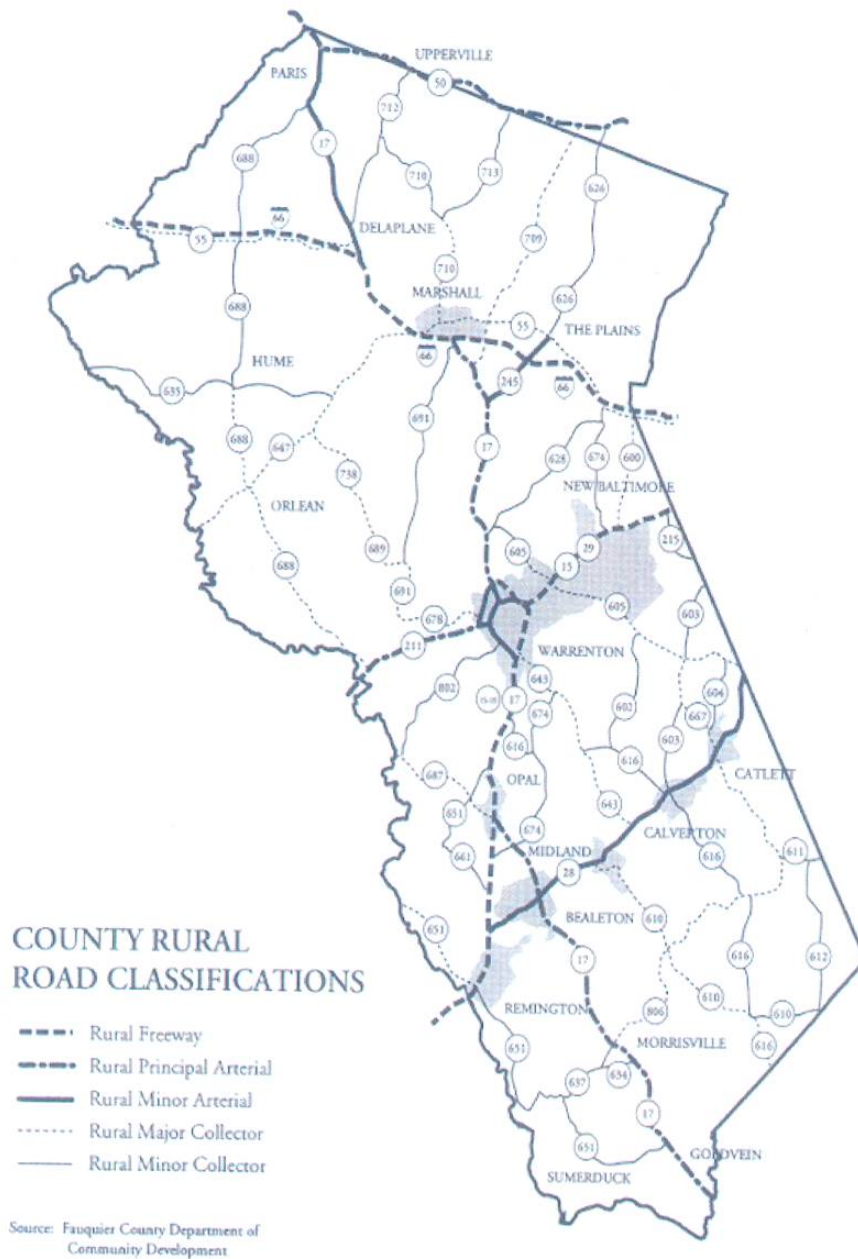 UPPERVILLE
PARIS
50
712
17
688
710
713
626
66
DELAPLANE
55
709
710
MARSHALL
688
626
55
THE PLAINS
HUME
66
245
66
635
691
17
688
647
738
628
674
600
NEW BALTIMORE
ORLEAN
29
215
689
605
15
688
691
605
603
678
211
WARRENTON
643
802
17
674
602
604
667
616
603
OPAL
616
687
CATLETT
651
643
674
CALVERTON
MIDLAND
661
616
611
28
BEALETON
610
651
616
612
17
610
REMINGTON
806
610
MORRISVILLE
616
651
637
634
17
651
GOLDVEIN
SUMERDUCK
COUNTY RURAL
ROAD CLASSIFICATIONS
Rural Freeway
Rural Principal Arterial
Rural Minor Arterial
Rural Major Collector
Rural Minor Collector
Source: Fauquier County Department of
Community Development